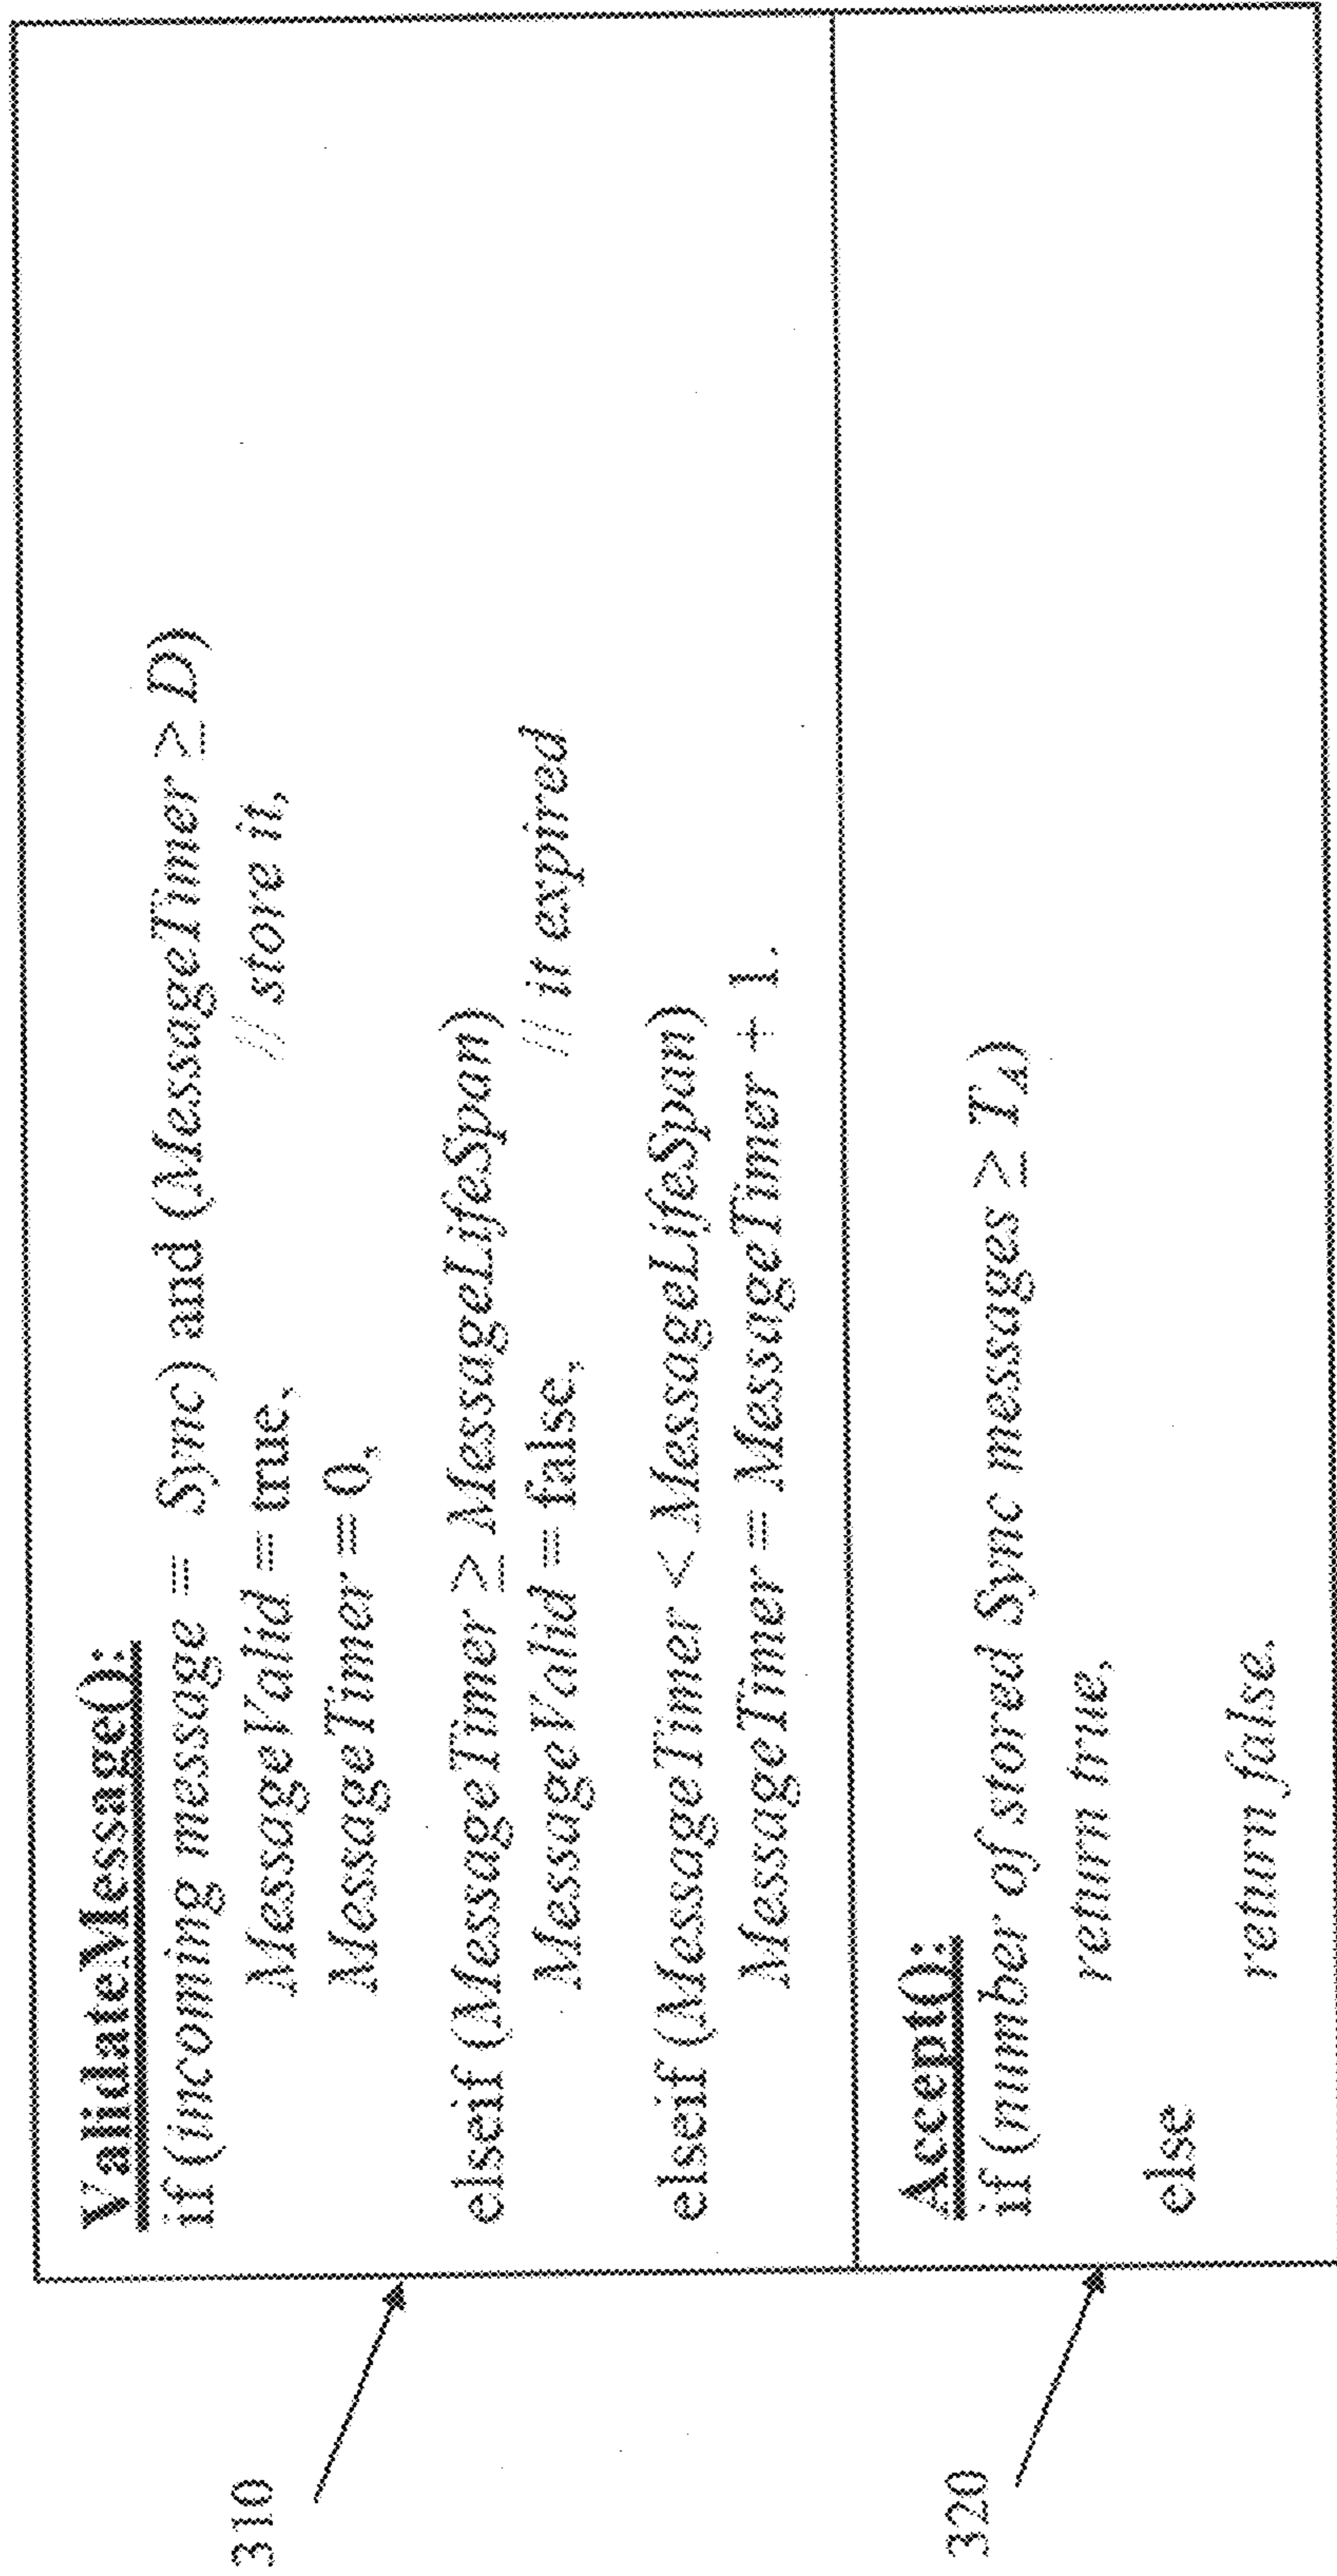 310
ValidateMessage():
if (incoming message = Sync) and (MessageTimer ≥ D)
MessageValid = true, // store it,
MessageTimer = 0,
elseif (MessageTimer ≥ MessageLifeSpan)
MessageValid = false, // it expired
elseif (MessageTimer < MessageLifeSpan)
MessageTimer = MessageTimer + 1.
320
Accept():
if (number of stored Sync messages ≥ T_A)
return true,
else
return false.